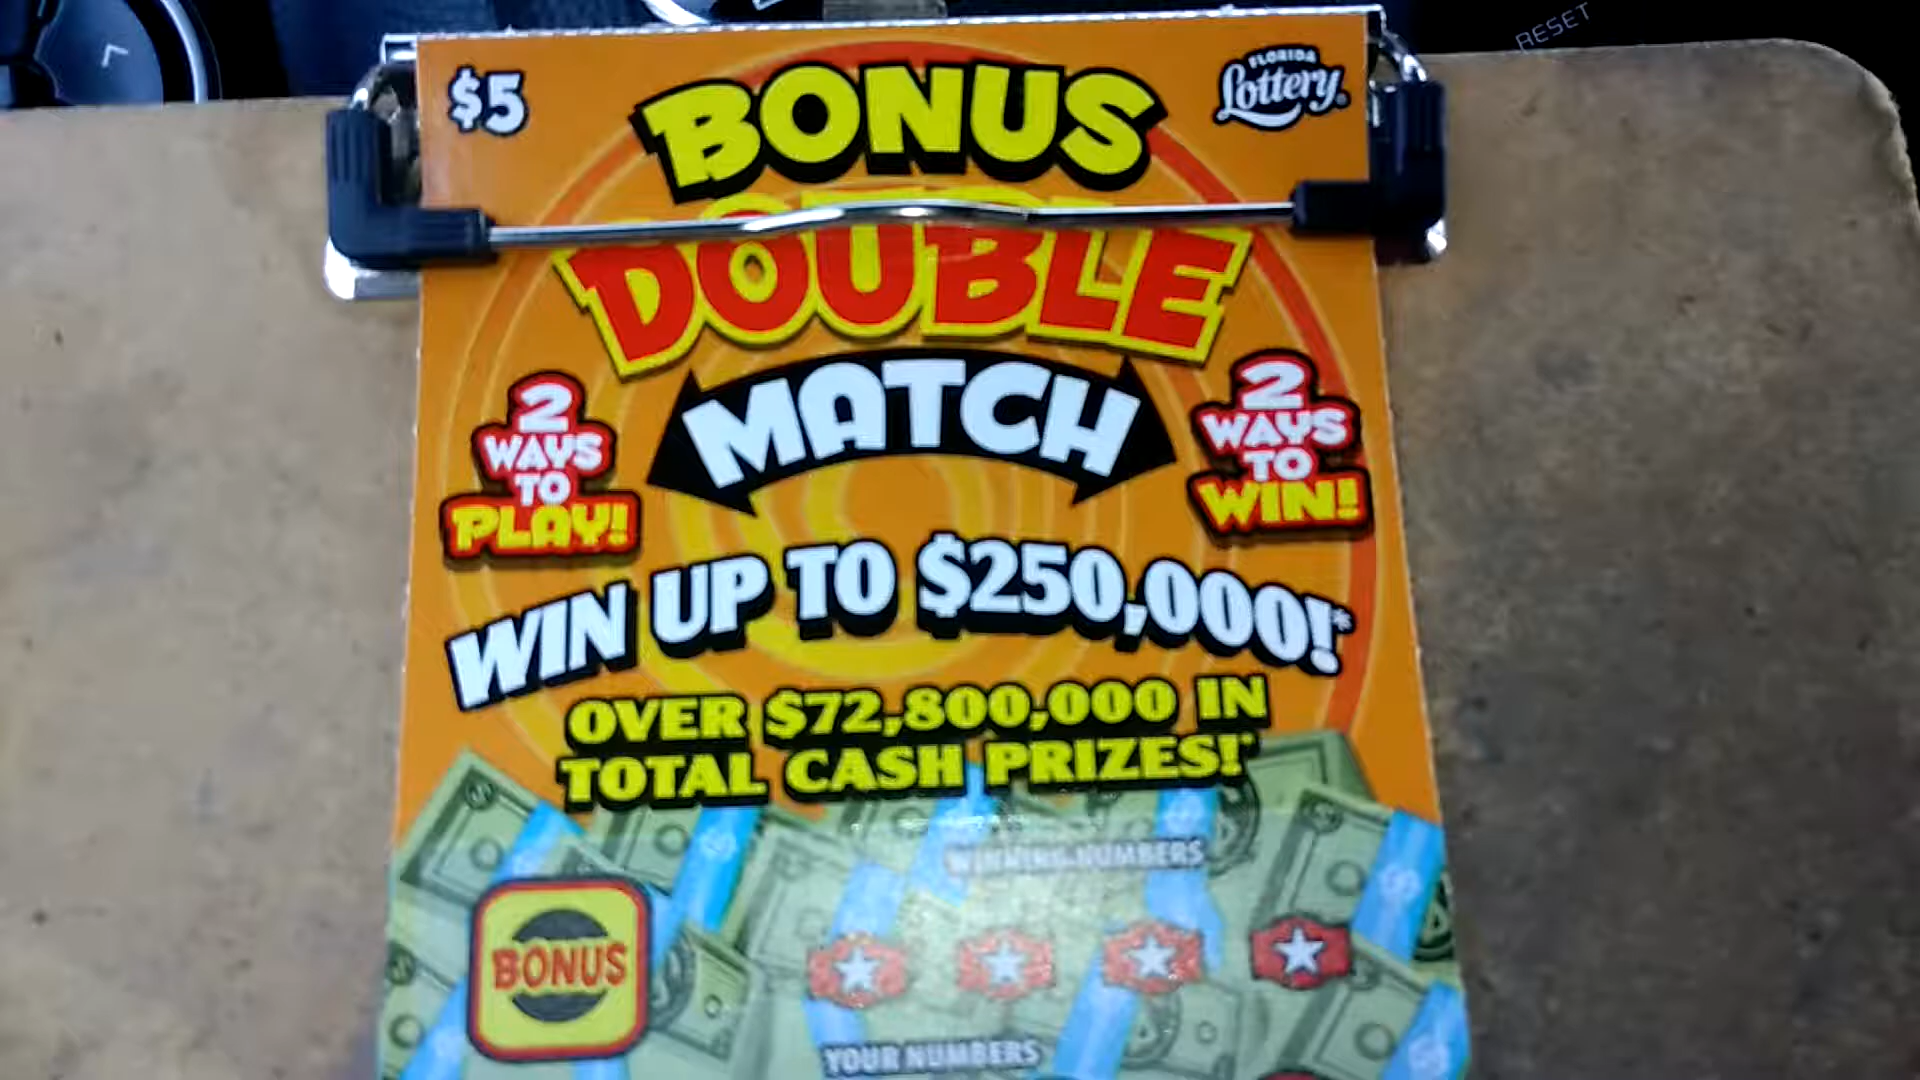 RESET
$5
FLORIDA
Lottery
BONUS
DOUBLE
MATCH
2
WAYS
TO
PLAY!
2
WAYS
TO
WIN!
WIN UP TO $250,000!*
OVER $72,800,000 IN
TOTAL CASH PRIZES!*
WINNING NUMBERS
BONUS
YOUR NUMBERS